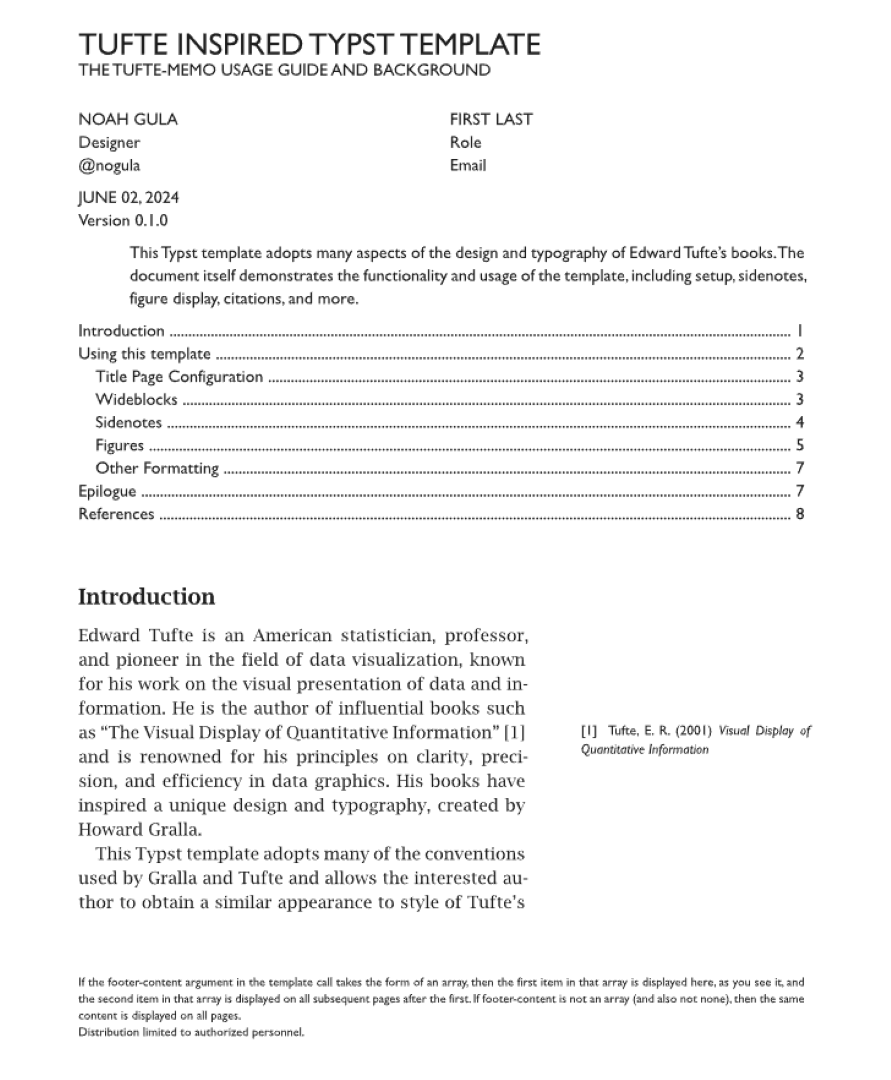 TUFTE INSPIRED TYPST TEMPLATE
THE TUFTE-MEMO USAGE GUIDE AND BACKGROUND
NOAH GULA
Designer
@nogula
FIRST LAST
Role
Email
JUNE 02, 2024
Version 0.1.0
This Typst template adopts many aspects of the design and typography of Edward Tufte’s books. The
document itself demonstrates the functionality and usage of the template, including setup, sidenotes,
figure display, citations, and more.
Introduction ........ 1
Using this template ........ 2
Title Page Configuration ........ 3
Wideblocks ........ 3
Sidenotes ........ 4
Figures ........ 5
Other Formatting ........ 7
Epilogue ........ 7
References ........ 8
Introduction
Edward Tufte is an American statistician, professor,
and pioneer in the field of data visualization, known
for his work on the visual presentation of data and in-
formation. He is the author of influential books such
as “The Visual Display of Quantitative Information” [1]
and is renowned for his principles on clarity, preci-
sion, and efficiency in data graphics. His books have
inspired a unique design and typography, created by
Howard Gralla.
This Typst template adopts many of the conventions
used by Gralla and Tufte and allows the interested au-
thor to obtain a similar appearance to style of Tufte’s
[1] Tufte, E. R. (2001) Visual Display of
Quantitative Information
If the footer-content argument in the template call takes the form of an array, then the first item in that array is displayed here, as you see it, and
the second item in that array is displayed on all subsequent pages after the first. If footer-content is not an array (and also not none), then the same
content is displayed on all pages.
Distribution limited to authorized personnel.